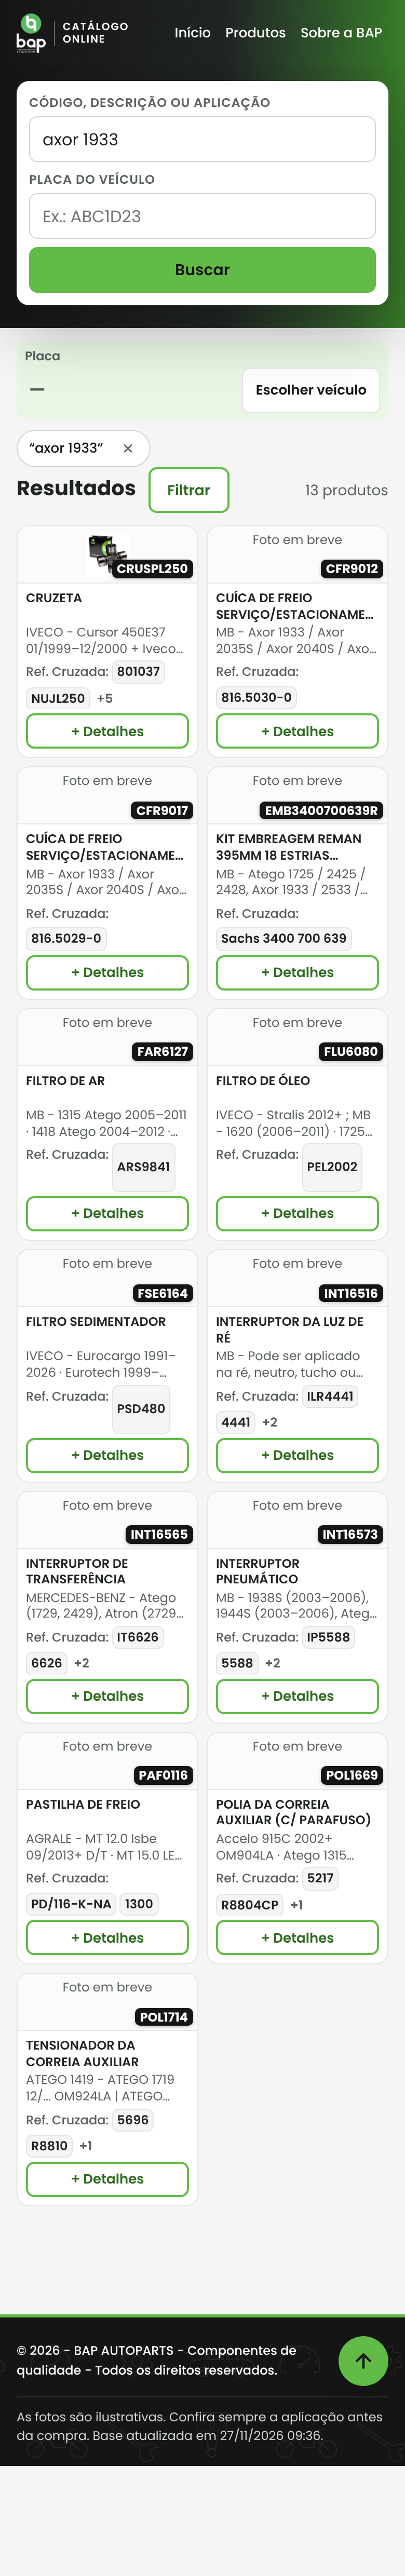 bap
CATÁLOGO
ONLINE
Início Produtos Sobre a BAP
CÓDIGO, DESCRIÇÃO OU APLICAÇÃO
axor 1933
PLACA DO VEÍCULO
Ex.: ABC1D23
Buscar
Placa
—
Escolher veículo
“axor 1933” ×
Resultados
Filtrar
13 produtos
CRUSPL250
CRUZETA
IVECO - Cursor 450E37
01/1999–12/2000 + Iveco...
Ref. Cruzada: 801037
NUJL250 +5
+ Detalhes
Foto em breve
CFR9012
CUÍCA DE FREIO
SERVIÇO/ESTACIONAME...
MB - Axor 1933 / Axor
2035S / Axor 2040S / Axo...
Ref. Cruzada:
816.5030-0
+ Detalhes
Foto em breve
CFR9017
CUÍCA DE FREIO
SERVIÇO/ESTACIONAME...
MB - Axor 1933 / Axor
2035S / Axor 2040S / Axo...
Ref. Cruzada:
816.5029-0
+ Detalhes
Foto em breve
EMB3400700639R
KIT EMBREAGEM REMAN
395MM 18 ESTRIAS...
MB - Atego 1725 / 2425 /
2428, Axor 1933 / 2533 /...
Ref. Cruzada:
Sachs 3400 700 639
+ Detalhes
Foto em breve
FAR6127
FILTRO DE AR
MB - 1315 Atego 2005–2011
· 1418 Atego 2004–2012 ·...
Ref. Cruzada: ARS9841
+ Detalhes
Foto em breve
FLU6080
FILTRO DE ÓLEO
IVECO - Stralis 2012+ ; MB
- 1620 (2006–2011) · 1725...
Ref. Cruzada: PEL2002
+ Detalhes
Foto em breve
FSE6164
FILTRO SEDIMENTADOR
IVECO - Eurocargo 1991–
2026 · Eurotech 1999–...
Ref. Cruzada: PSD480
+ Detalhes
Foto em breve
INT16516
INTERRUPTOR DA LUZ DE
RÉ
MB - Pode ser aplicado
na ré, neutro, tucho ou...
Ref. Cruzada: ILR4441
4441 +2
+ Detalhes
Foto em breve
INT16565
INTERRUPTOR DE
TRANSFERÊNCIA
MERCEDES-BENZ - Atego
(1729, 2429), Atron (2729...
Ref. Cruzada: IT6626
6626 +2
+ Detalhes
Foto em breve
INT16573
INTERRUPTOR
PNEUMÁTICO
MB - 1938S (2003–2006),
1944S (2003–2006), Ateg...
Ref. Cruzada: IP5588
5588 +2
+ Detalhes
Foto em breve
PAF0116
PASTILHA DE FREIO
AGRALE - MT 12.0 Isbe
09/2013+ D/T · MT 15.0 LE...
Ref. Cruzada:
PD/116-K-NA 1300
+ Detalhes
Foto em breve
POL1669
POLIA DA CORREIA
AUXILIAR (C/ PARAFUSO)
Accelo 915C 2002+
OM904LA · Atego 1315...
Ref. Cruzada: 5217
R8804CP +1
+ Detalhes
Foto em breve
POL1714
TENSIONADOR DA
CORREIA AUXILIAR
ATEGO 1419 - ATEGO 1719
12/... OM924LA | ATEGO...
Ref. Cruzada: 5696
R8810 +1
+ Detalhes
© 2026 - BAP AUTOPARTS - Componentes de
qualidade - Todos os direitos reservados.
As fotos são ilustrativas. Confira sempre a aplicação antes
da compra. Base atualizada em 27/11/2026 09:36.